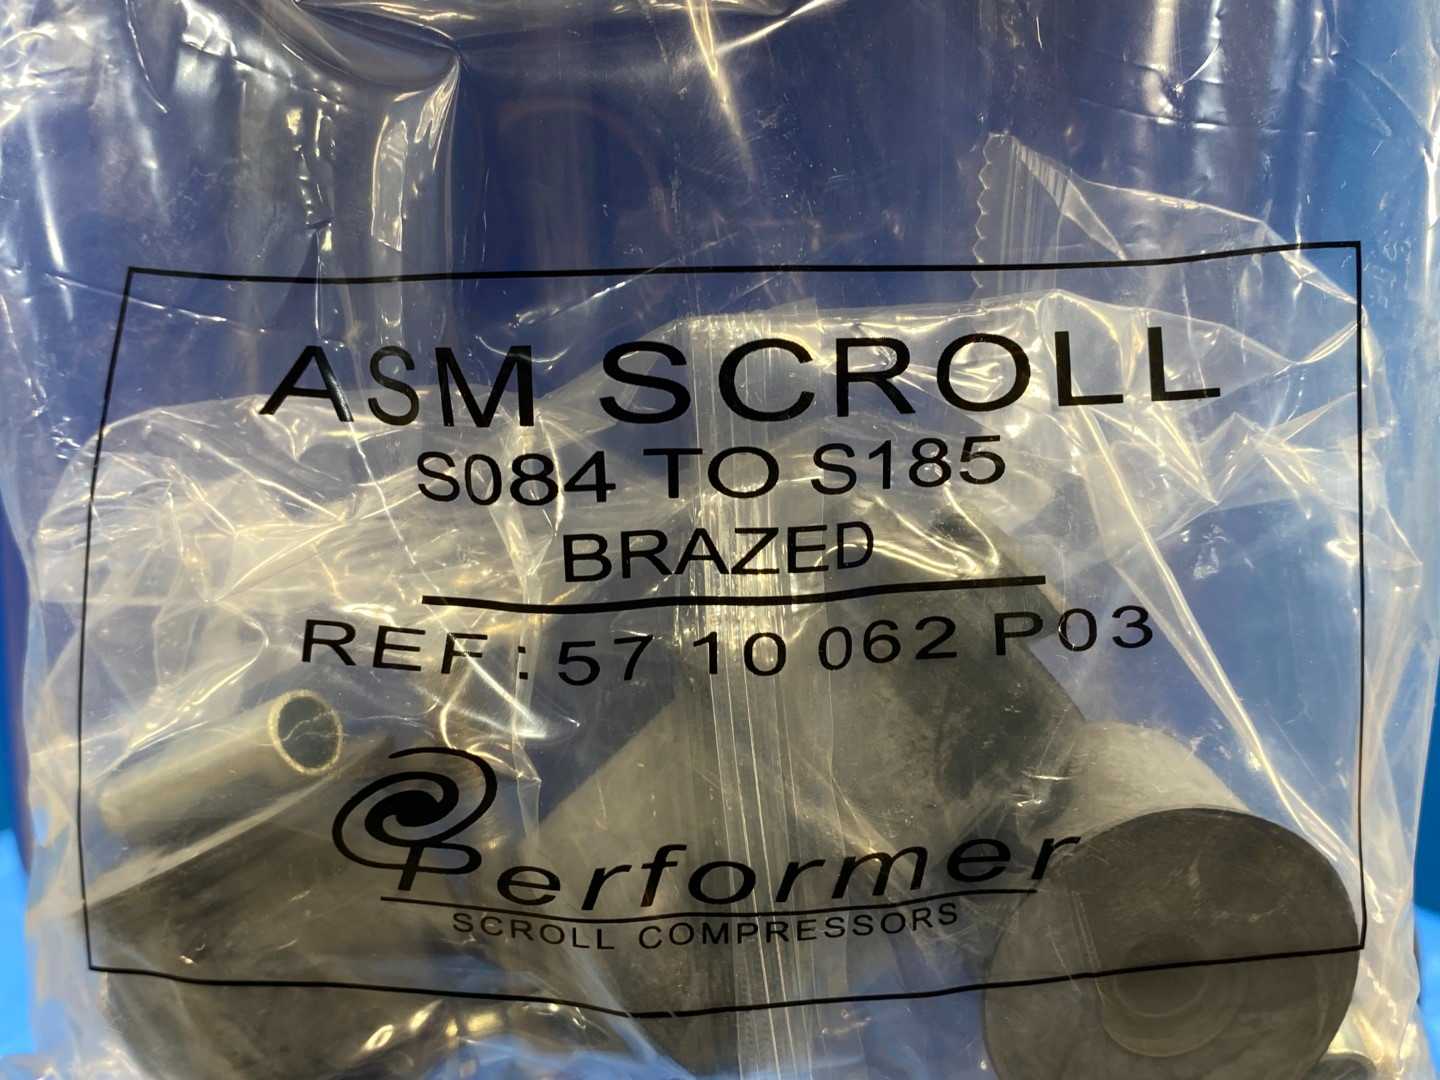 ASM SCROLL
S084 TO S185
BRAZED
REF : 57 10 062 P03
Performer
SCROLL COMPRESSORS